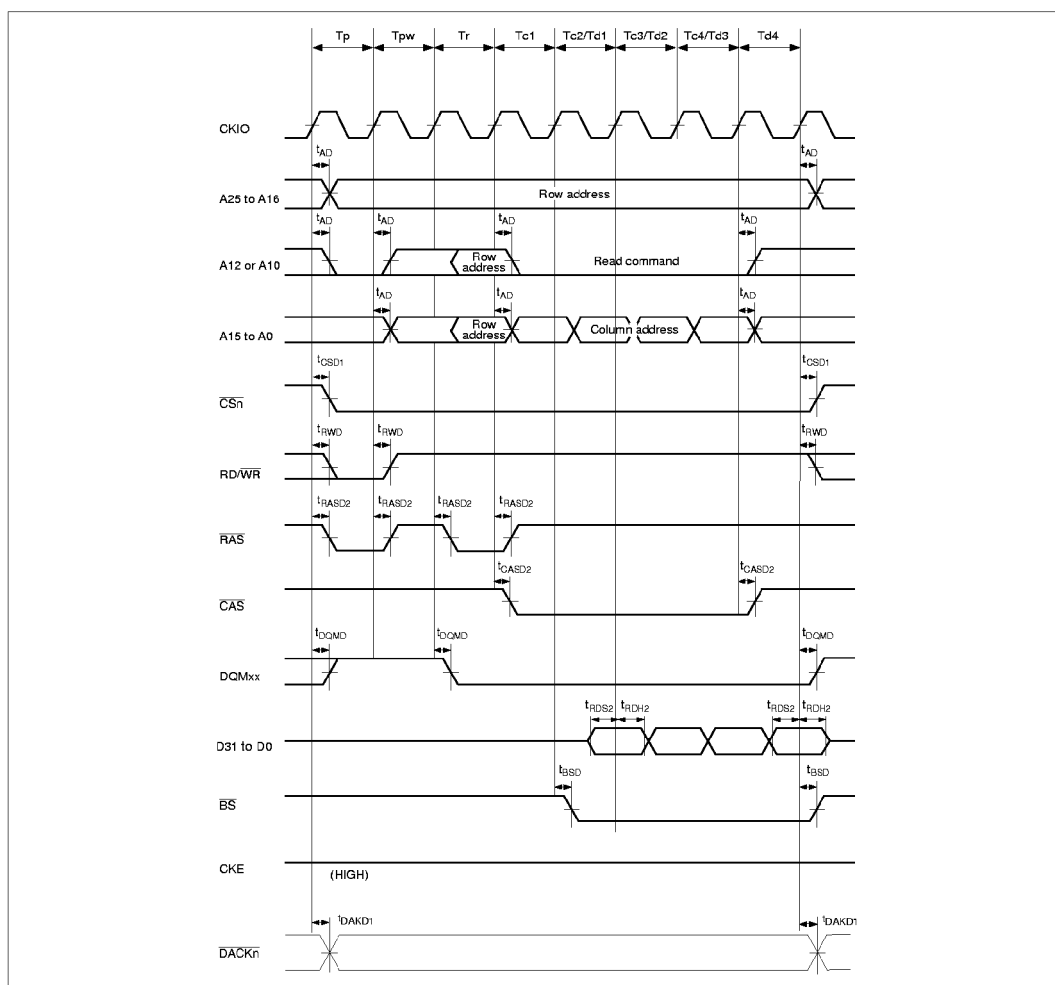 Tp Tpw Tr Tc1 Tc2/Td1 Tc3/Td2 Tc4/Td3 Td4
CKIO
tAD tAD
A25 to A16 Row address
tAD tAD tAD tAD
A12 or A10 Row address Read command
tAD tAD tAD
A15 to A0 Row address Column address
tCSD1 tCSD1
CSn
tRWD tRWD tRWD
RD/WR
tRASD2 tRASD2 tRASD2 tRASD2
RAS
tCASD2 tCASD2
CAS
tDQMD tDQMD tDQMD
DQMxx
tRDS2 tRDH2 tRDS2 tRDH2
D31 to D0
tBSD tBSD
BS
CKE
(HIGH)
tDAKD1 tDAKD1
DACKn